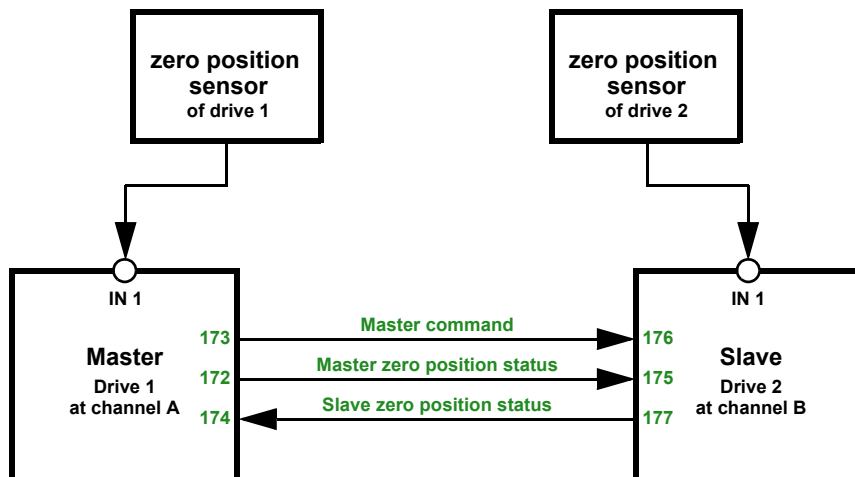 zero position
sensor
of drive 1
zero position
sensor
of drive 2
IN 1
IN 1
173
Master command
176
Master
172
Master zero position status
175
Slave
Drive 1
at channel A
174
Slave zero position status
177
Drive 2
at channel B